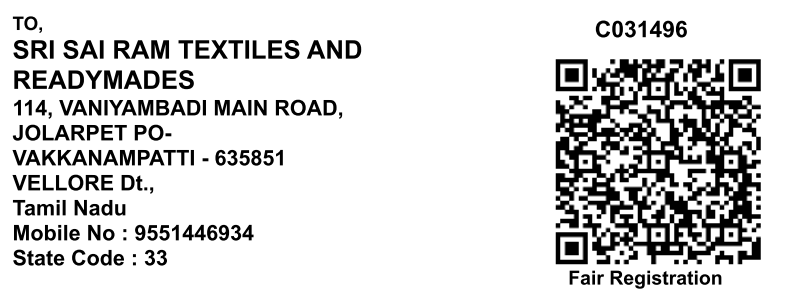 TO,
SRI SAI RAM TEXTILES AND
READYMADES
114, VANIYAMBADI MAIN ROAD,
JOLARPET PO-
VAKKANAMPATTI - 635851
VELLORE Dt.,
Tamil Nadu
Mobile No : 9551446934
State Code : 33
C031496
Fair Registration